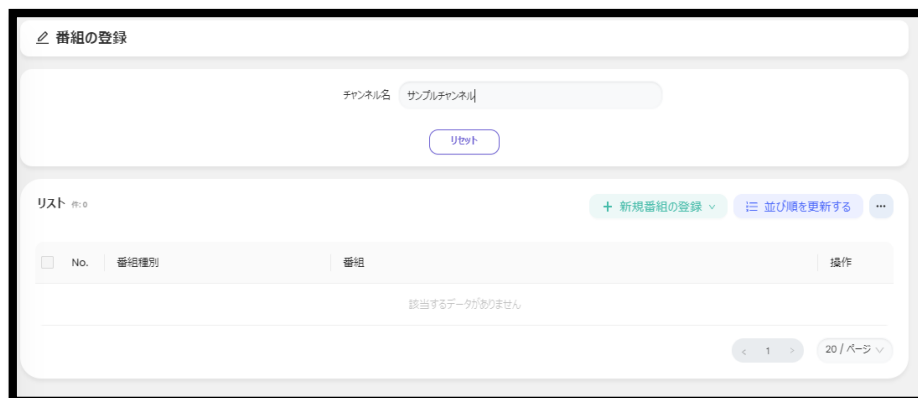 番組の登録
チャンネル名 サンプルチャンネル
リセット
リスト 件: 0
+ 新規番組の登録 並び順を更新する ...
No. 番組種別 番組 操作
該当するデータがありません
< 1 > 20 / ページ